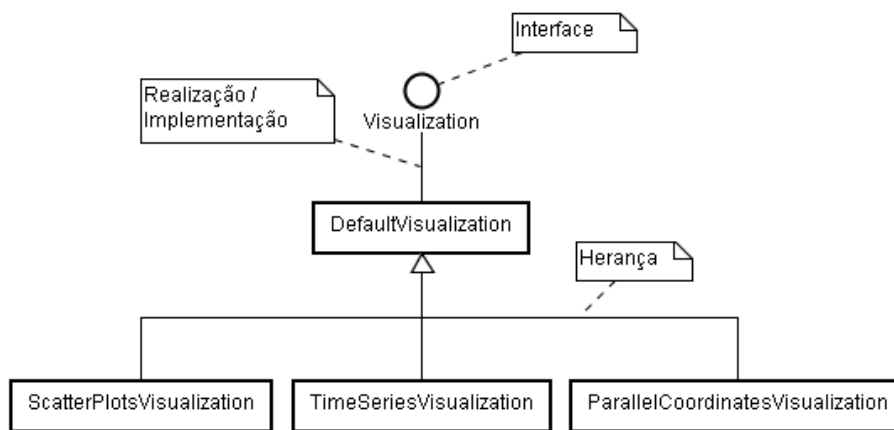 Interface
Realização /
Implementação
Visualization
DefaultVisualization
Herança
ScatterPlotsVisualization
TimeSeriesVisualization
ParallelCoordinatesVisualization